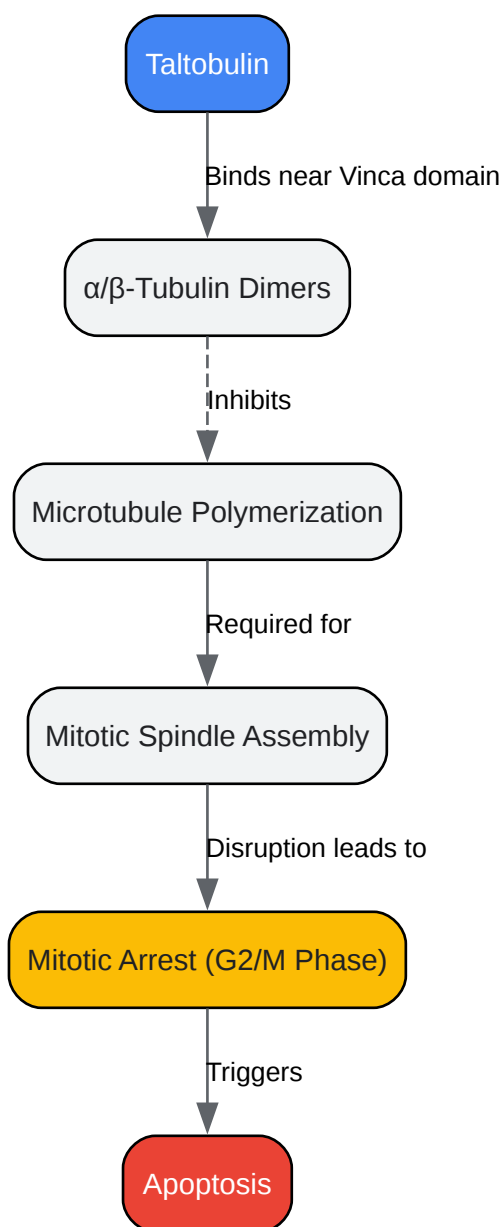 Taltobulin
Binds near Vinca domain
α/β-Tubulin Dimers
Inhibits
Microtubule Polymerization
Required for
Mitotic Spindle Assembly
Disruption leads to
Mitotic Arrest (G2/M Phase)
Triggers
Apoptosis